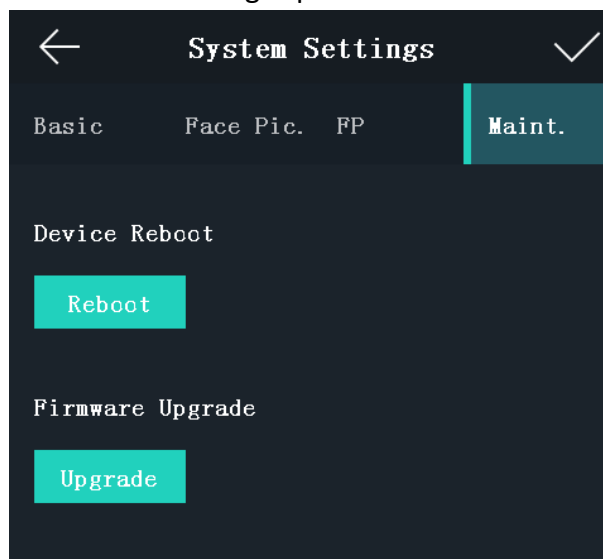 System Settings
Basic Face Pic. FP Maint.
Device Reboot
Reboot
Firmware Upgrade
Upgrade